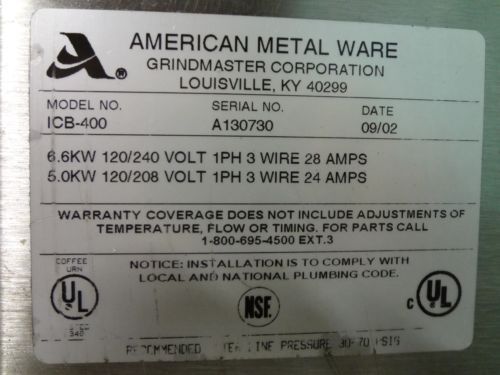 AMERICAN METAL WARE
GRINDMASTER CORPORATION
LOUISVILLE, KY 40299
MODEL NO. SERIAL NO. DATE
ICB-400 A130730 09/02
6.6KW 120/240 VOLT 1PH 3 WIRE 28 AMPS
5.0KW 120/208 VOLT 1PH 3 WIRE 24 AMPS
WARRANTY COVERAGE DOES NOT INCLUDE ADJUSTMENTS OF
TEMPERATURE, FLOW OR TIMING. FOR PARTS CALL
1-800-695-4500 EXT.3
NOTICE: INSTALLATION IS TO COMPLY WITH
LOCAL AND NATIONAL PLUMBING CODE.
COFFEE
URN
UL
®
NSF
®
C UL
®
RECOMMENDED LINE PRESSURE